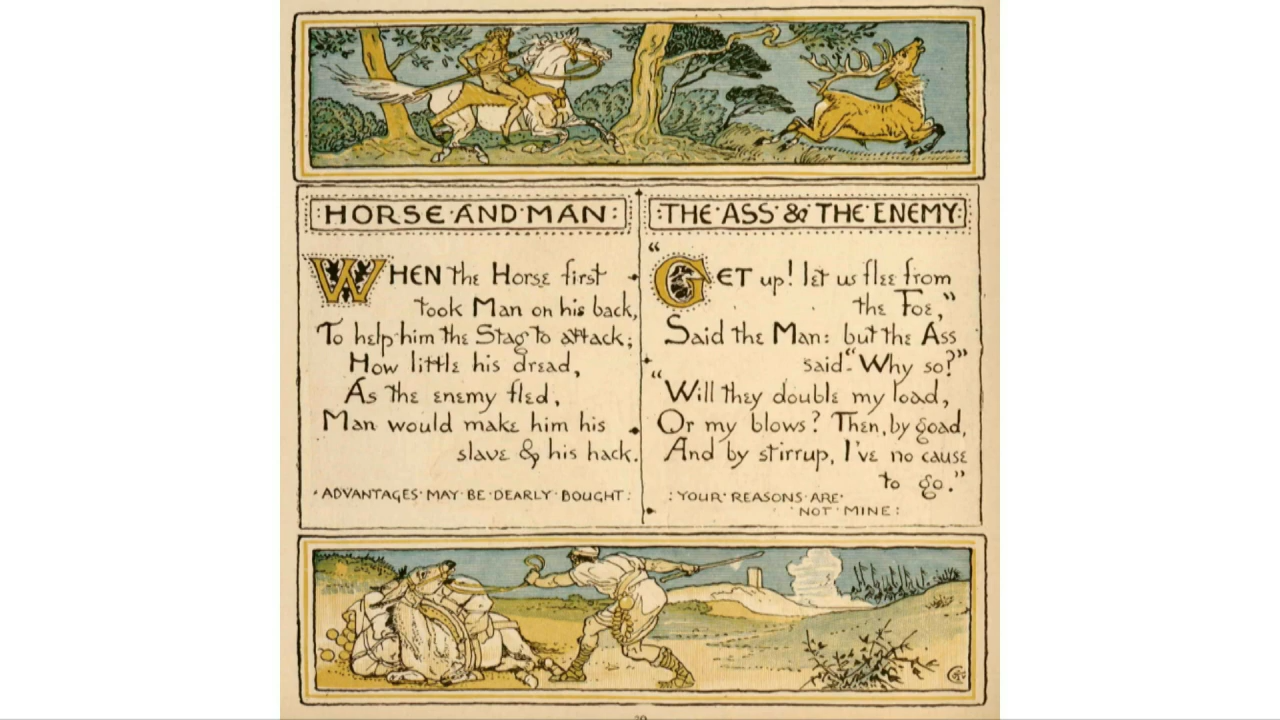 HORSE AND MAN:
WHEN the Horse first
took Man on his back,
To help him the Stag to attack;
How little his dread,
As the enemy fled,
Man would make him his
slave & his hack.
ADVANTAGES MAY BE DEARLY BOUGHT:
THE ASS & THE ENEMY
"GET up! let us flee from
the Foe,"
Said the Man: but the Ass
said "Why so?"
"Will they double my load,
Or my blows? Then, by goad,
And by stirrup, I've no cause
to go."
YOUR REASONS ARE
NOT MINE: